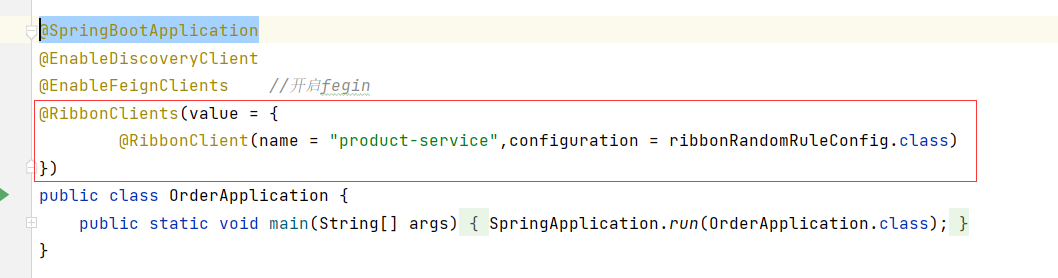 @SpringBootApplication
@EnableDiscoveryClient
@EnableFeignClients    //开启fegin
@RibbonClients(value = {
        @RibbonClient(name = "product-service",configuration = ribbonRandomRuleConfig.class)
})
public class OrderApplication {
    public static void main(String[] args) { SpringApplication.run(OrderApplication.class); }
}